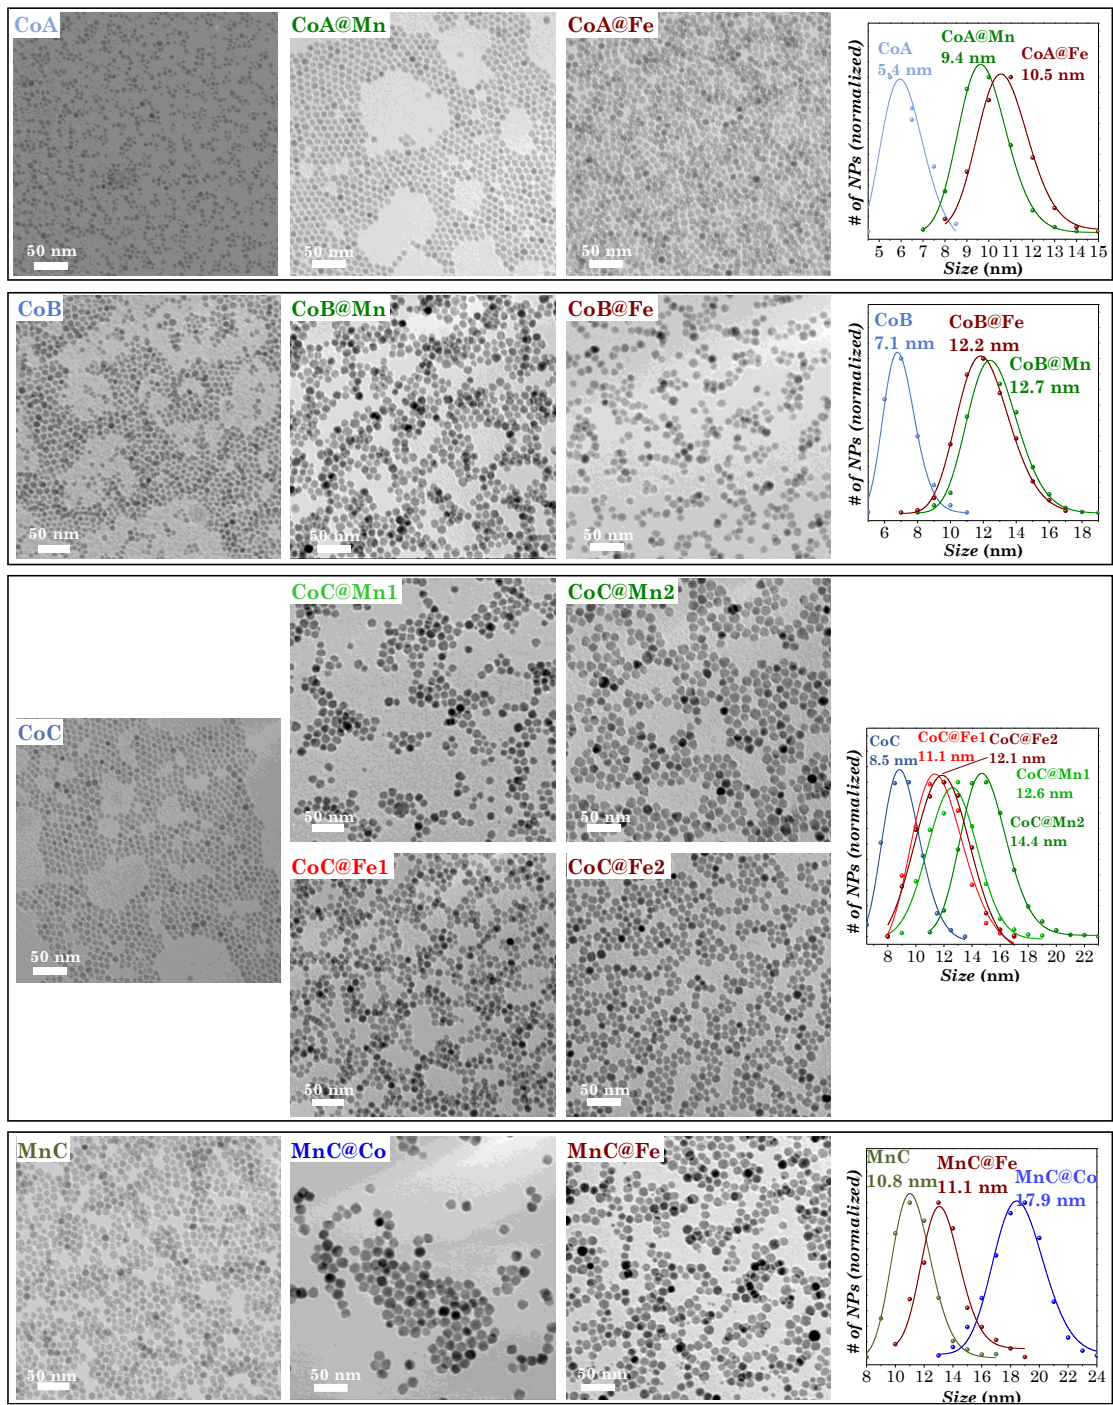 CoA
CoA@Mn
CoA@Fe
50 nm
50 nm
50 nm
# of NPs (normalized)
CoA
5.4 nm
CoA@Mn
9.4 nm
CoA@Fe
10.5 nm
5 6 7 8 9 10 11 12 13 14 15
Size (nm)
CoB
CoB@Mn
CoB@Fe
50 nm
50 nm
50 nm
# of NPs (normalized)
CoB
7.1 nm
CoB@Fe
12.2 nm
CoB@Mn
12.7 nm
6 8 10 12 14 16 18
Size (nm)
CoC
50 nm
CoC@Mn1
50 nm
CoC@Mn2
50 nm
CoC@Fe1
50 nm
CoC@Fe2
50 nm
# of NPs (normalized)
CoC
8.5 nm
CoC@Fe1
11.1 nm
CoC@Fe2
12.1 nm
CoC@Mn1
12.6 nm
CoC@Mn2
14.4 nm
8 10 12 14 16 18 20 22
Size (nm)
MnC
MnC@Co
MnC@Fe
50 nm
50 nm
50 nm
# of NPs (normalized)
MnC
10.8 nm
MnC@Fe
11.1 nm
MnC@Co
17.9 nm
8 10 12 14 16 18 20 22 24
Size (nm)